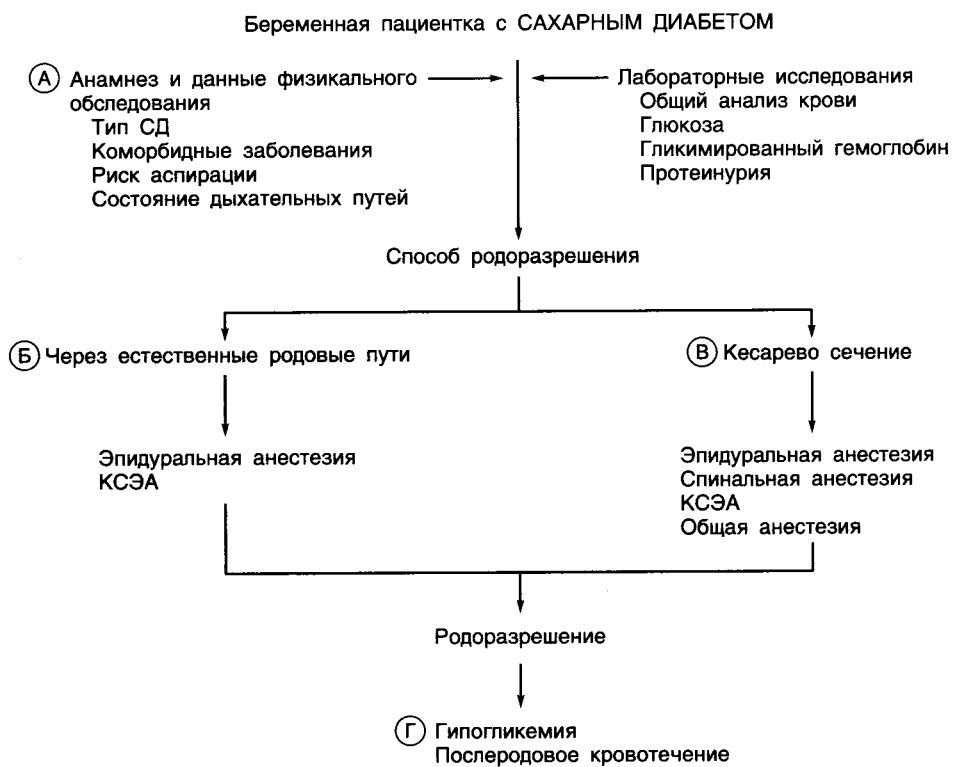 Беременная пациентка с САХАРНЫМ ДИАБЕТОМ
А Анамнез и данные физикального
обследования
Тип СД
Коморбидные заболевания
Риск аспирации
Состояние дыхательных путей
Лабораторные исследования
Общий анализ крови
Глюкоза
Гликимированный гемоглобин
Протеинурия
Способ родоразрешения
Б Через естественные родовые пути
Эпидуральная анестезия
КСЭА
В Кесарево сечение
Эпидуральная анестезия
Спинальная анестезия
КСЭА
Общая анестезия
Родоразрешение
Г Гипогликемия
Послеродовое кровотечение